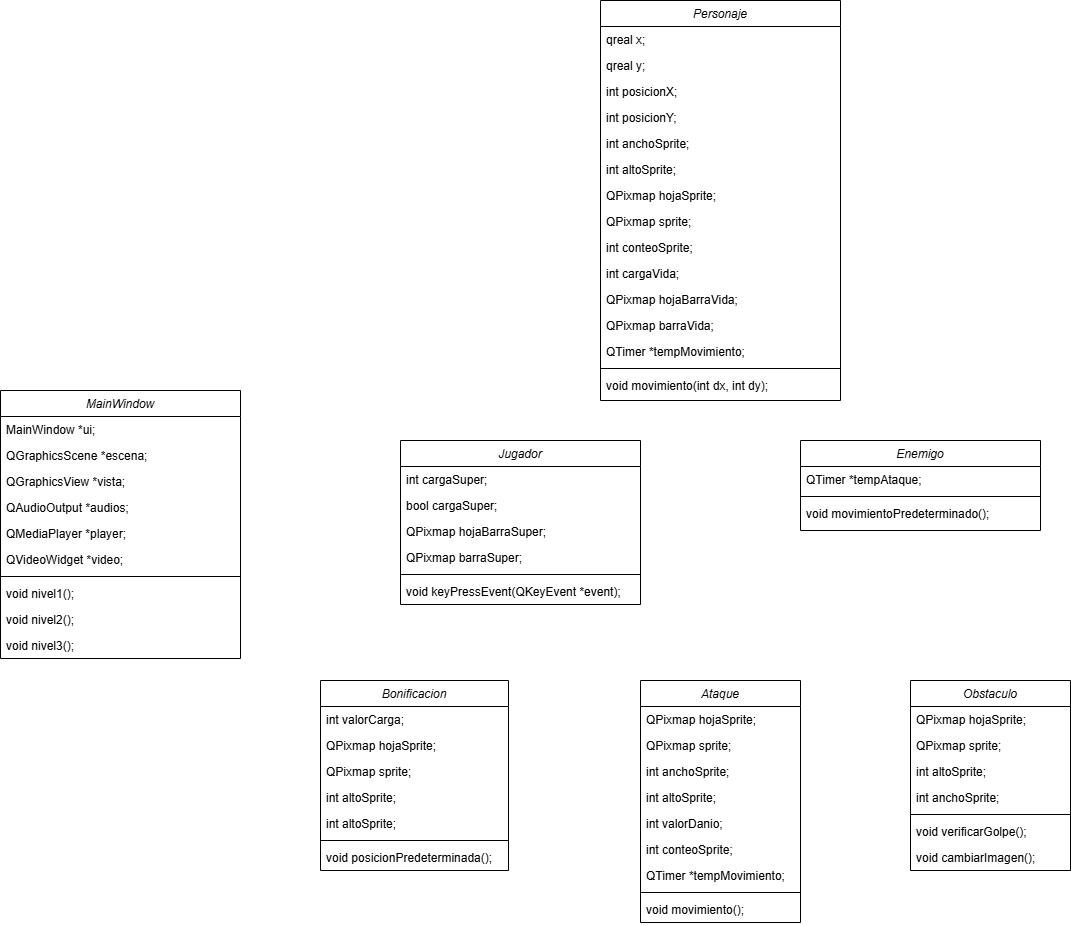 Personaje
qreal x;
qreal y;
int posicionX;
int posicionY;
int anchoSprite;
int altoSprite;
QPixmap hojaSprite;
QPixmap sprite;
int conteoSprite;
int cargaVida;
QPixmap hojaBarraVida;
QPixmap barraVida;
QTimer *tempMovimiento;
void movimiento(int dx, int dy);
MainWindow
MainWindow *ui;
QGraphicsScene *escena;
QGraphicsView *vista;
QAudioOutput *audios;
QMediaPlayer *player;
QVideoWidget *video;
void nivel1();
void nivel2();
void nivel3();
Jugador
int cargaSuper;
bool cargaSuper;
QPixmap hojaBarraSuper;
QPixmap barraSuper;
void keyPressEvent(QKeyEvent *event);
Enemigo
QTimer *tempAtaque;
void movimientoPredeterminado();
Bonificacion
int valorCarga;
QPixmap hojaSprite;
QPixmap sprite;
int altoSprite;
int altoSprite;
void posicionPredeterminada();
Ataque
QPixmap hojaSprite;
QPixmap sprite;
int anchoSprite;
int altoSprite;
int valorDanio;
int conteoSprite;
QTimer *tempMovimiento;
void movimiento();
Obstaculo
QPixmap hojaSprite;
QPixmap sprite;
int altoSprite;
int anchoSprite;
void verificarGolpe();
void cambiarImagen();